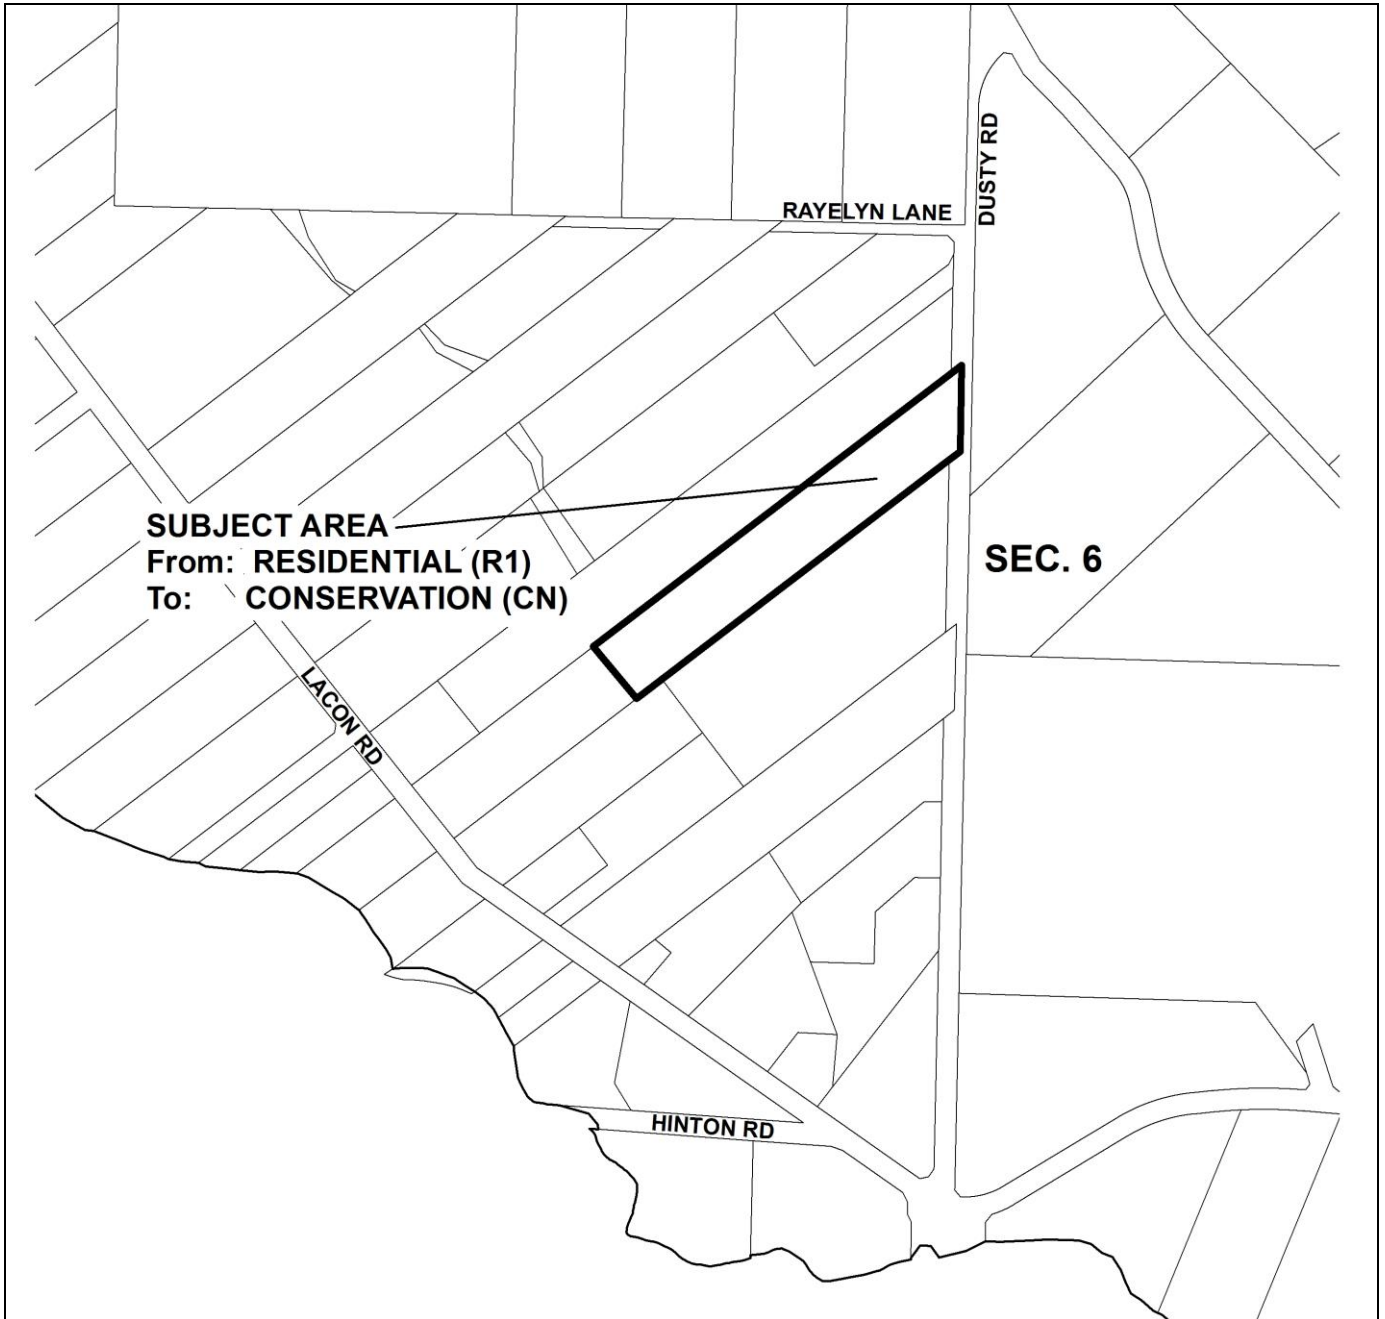 DUSTY RD
RAYELYN LANE
SUBJECT AREA
From: RESIDENTIAL (R1)
To: CONSERVATION (CN)
SEC. 6
LACON RD
HINTON RD